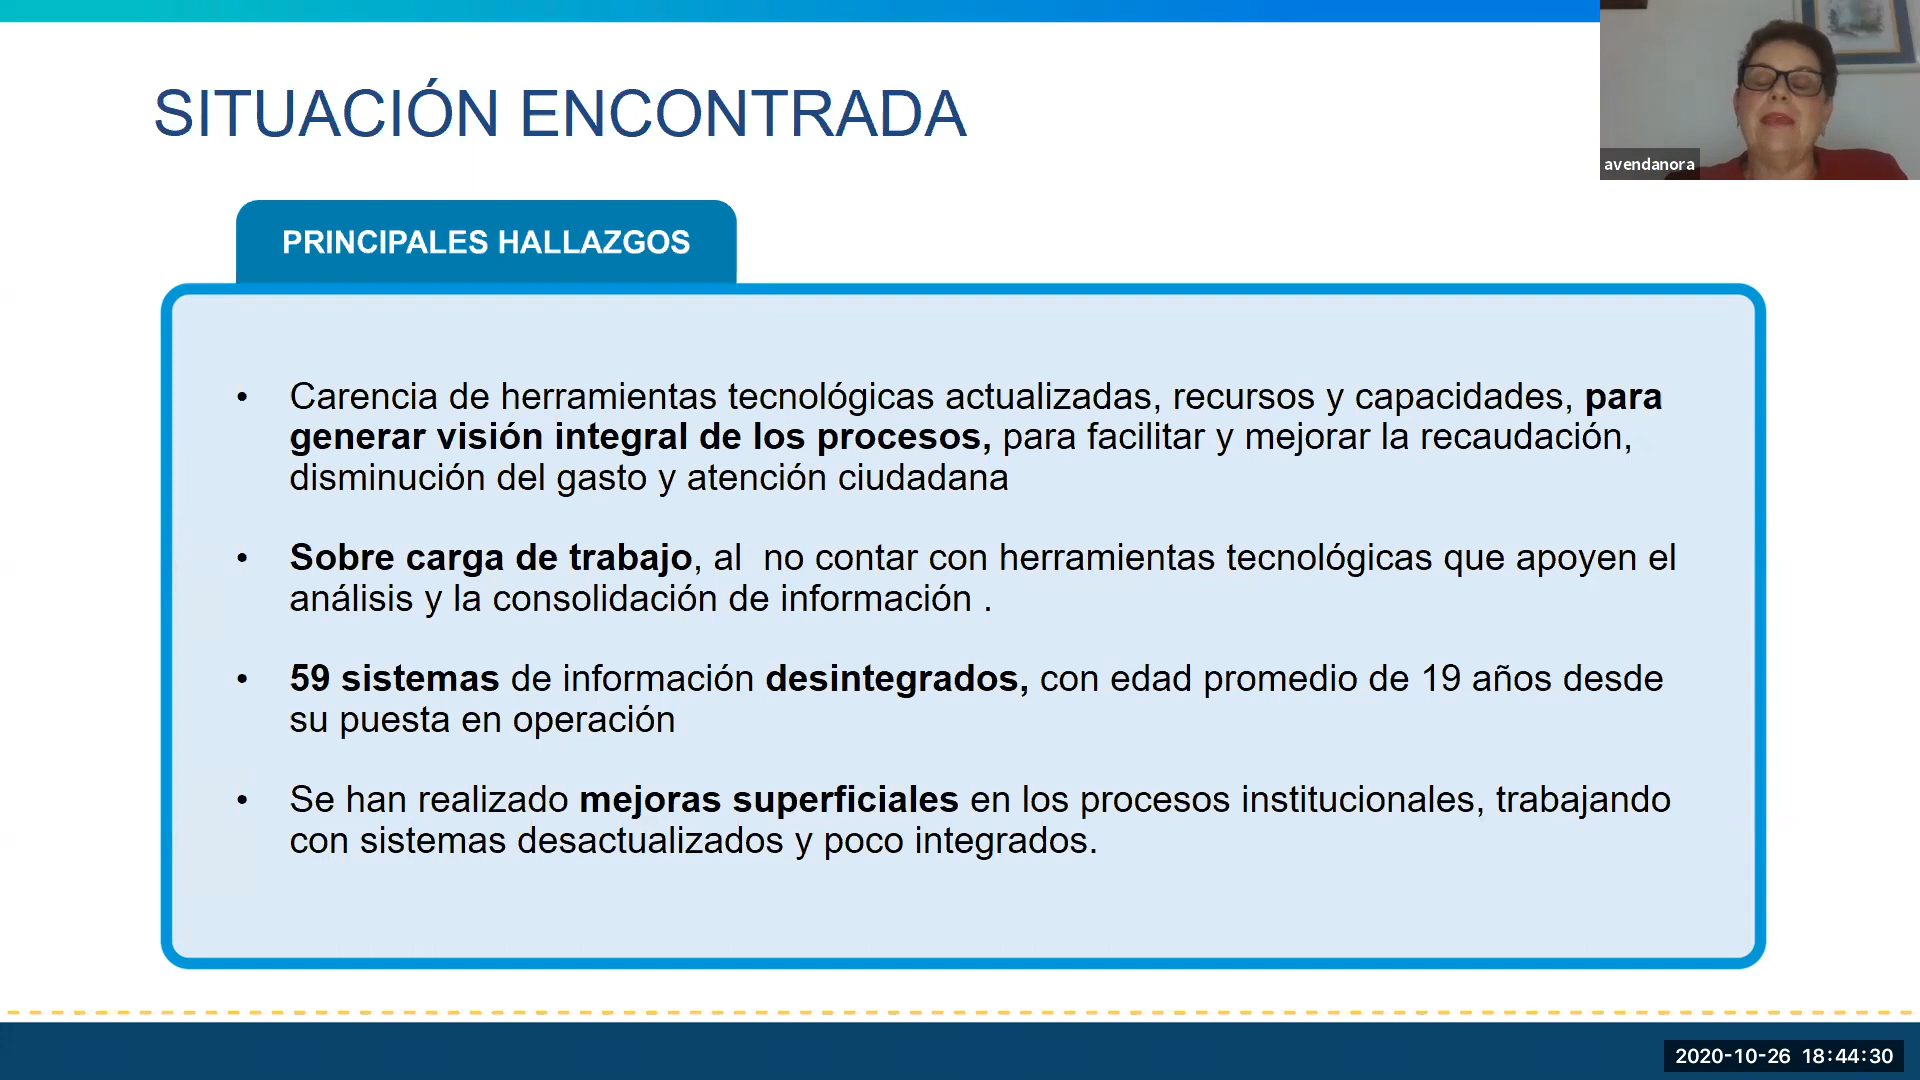 SITUACIÓN ENCONTRADA
avendanora
PRINCIPALES HALLAZGOS
• Carencia de herramientas tecnológicas actualizadas, recursos y capacidades, para
generar visión integral de los procesos, para facilitar y mejorar la recaudación,
disminución del gasto y atención ciudadana
• Sobre carga de trabajo, al  no contar con herramientas tecnológicas que apoyen el
análisis y la consolidación de información .
• 59 sistemas de información desintegrados, con edad promedio de 19 años desde
su puesta en operación
• Se han realizado mejoras superficiales en los procesos institucionales, trabajando
con sistemas desactualizados y poco integrados.
2020-10-26 18:44:30